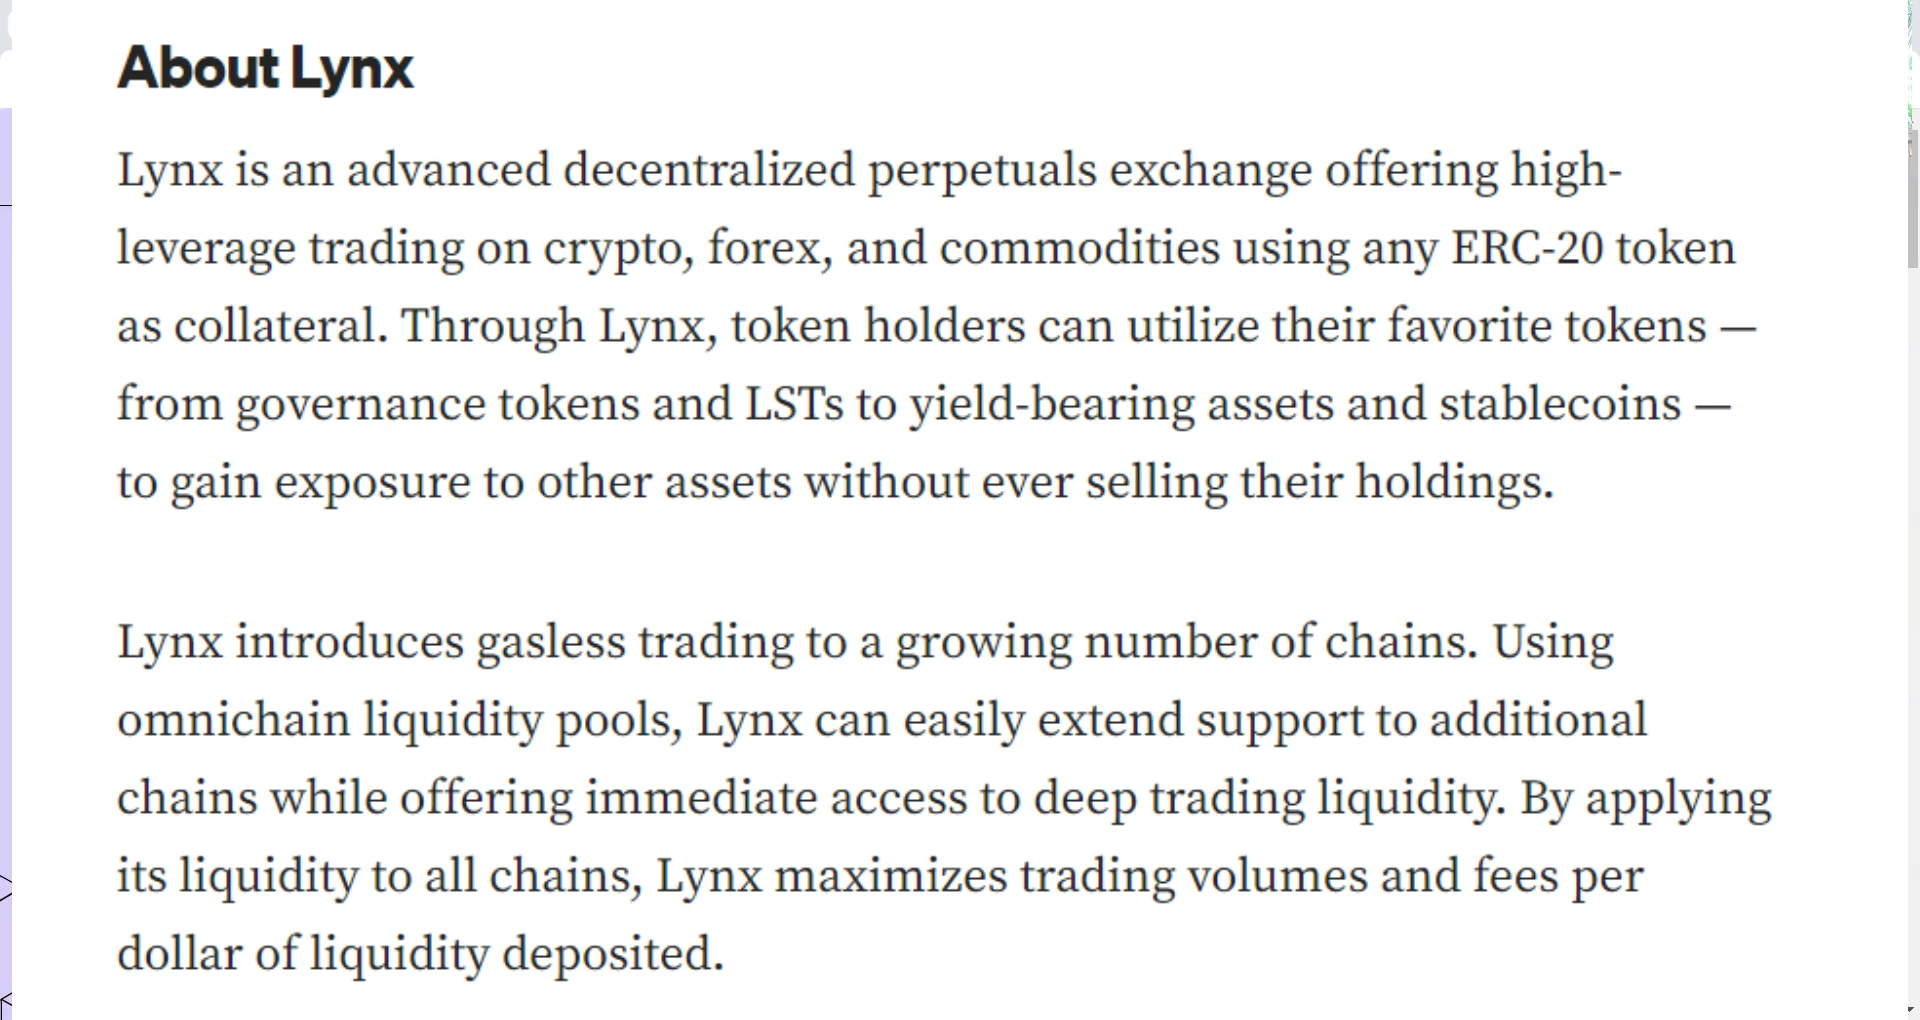 About Lynx
Lynx is an advanced decentralized perpetuals exchange offering high-
leverage trading on crypto, forex, and commodities using any ERC-20 token
as collateral. Through Lynx, token holders can utilize their favorite tokens —
from governance tokens and LSTs to yield-bearing assets and stablecoins —
to gain exposure to other assets without ever selling their holdings.
Lynx introduces gasless trading to a growing number of chains. Using
omnichain liquidity pools, Lynx can easily extend support to additional
chains while offering immediate access to deep trading liquidity. By applying
its liquidity to all chains, Lynx maximizes trading volumes and fees per
dollar of liquidity deposited.